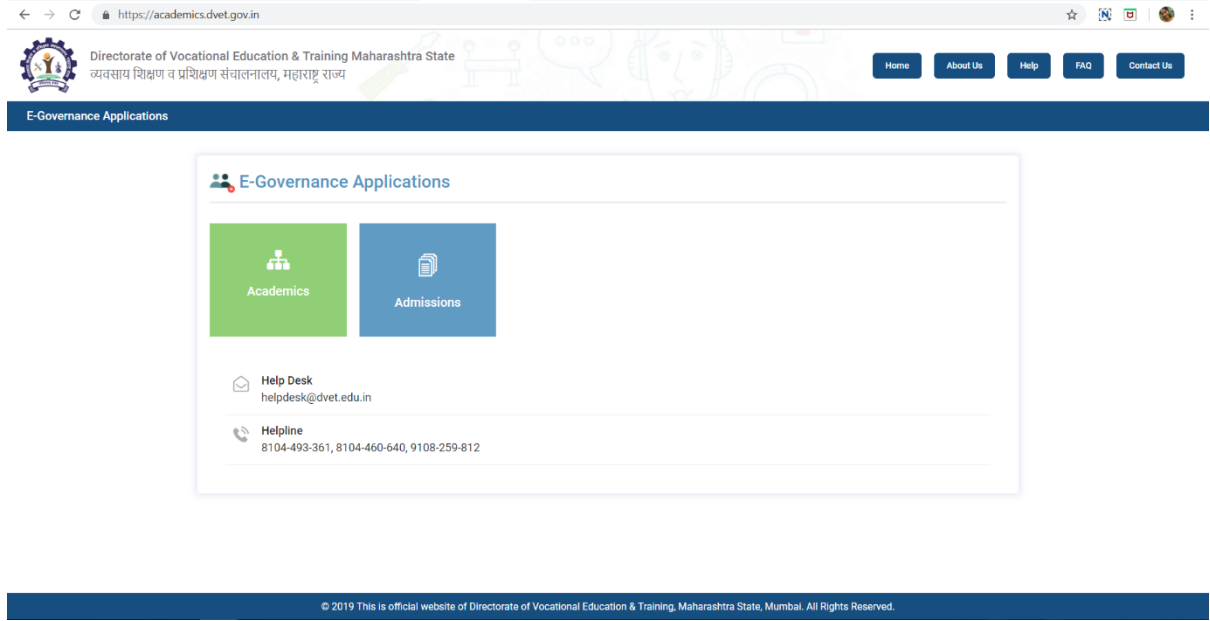 https://academics.dvet.gov.in
Directorate of Vocational Education & Training Maharashtra State
व्यवसाय शिक्षण व प्रशिक्षण संचालनालय, महाराष्ट्र राज्य
Home
About Us
Help
FAQ
Contact Us
E-Governance Applications
E-Governance Applications
Academics
Admissions
Help Desk
helpdesk@dvet.edu.in
Helpline
8104-493-361, 8104-460-640, 9108-259-812
© 2019 This is official website of Directorate of Vocational Education & Training, Maharashtra State, Mumbai. All Rights Reserved.